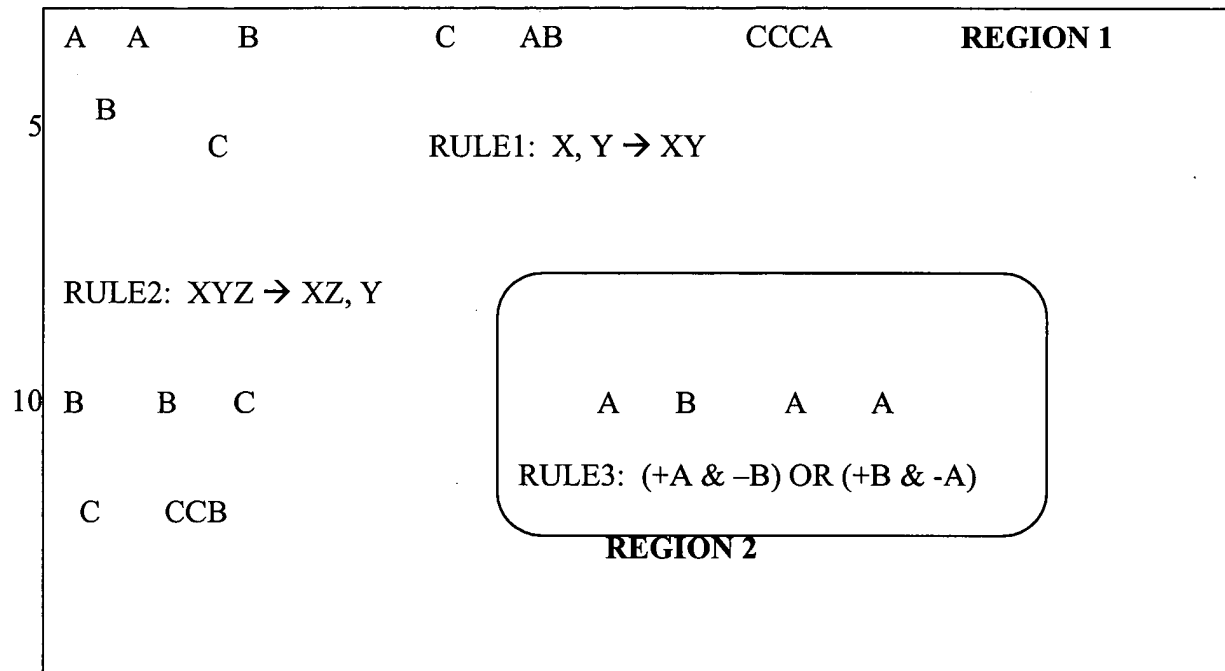 A A B C AB CCCA REGION 1
B
5
C RULE1: X, Y → XY
RULE2: XYZ → XZ, Y
10 B B C A B A A
RULE3: (+A & –B) OR (+B & -A)
C CCB
REGION 2